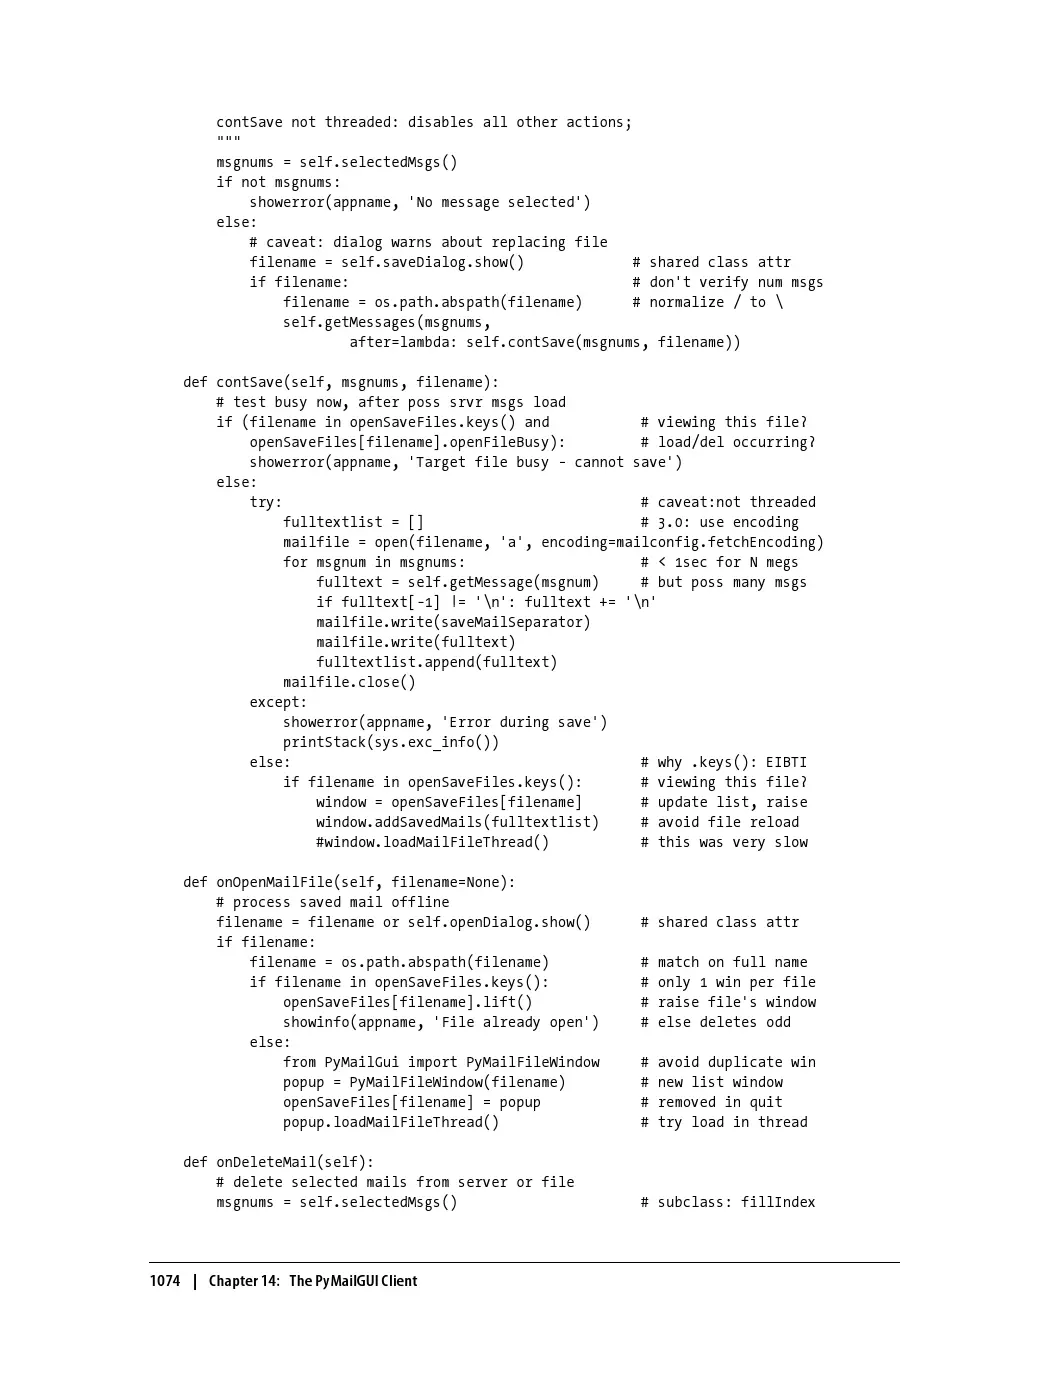 contSave not threaded: disables all other actions;
        """
        msgnums = self.selectedMsgs()
        if not msgnums:
            showerror(appname, 'No message selected')
        else:
            # caveat: dialog warns about replacing file
            filename = self.saveDialog.show()             # shared class attr
            if filename:                                  # don't verify num msgs
                filename = os.path.abspath(filename)      # normalize / to \
                self.getMessages(msgnums,
                        after=lambda: self.contSave(msgnums, filename))

    def contSave(self, msgnums, filename):
        # test busy now, after poss srvr msgs load
        if (filename in openSaveFiles.keys() and           # viewing this file?
            openSaveFiles[filename].openFileBusy):         # load/del occurring?
            showerror(appname, 'Target file busy - cannot save')
        else:
            try:                                           # caveat:not threaded
                fulltextlist = []                          # 3.0: use encoding
                mailfile = open(filename, 'a', encoding=mailconfig.fetchEncoding)
                for msgnum in msgnums:                     # < 1sec for N megs
                    fulltext = self.getMessage(msgnum)     # but poss many msgs
                    if fulltext[-1] != '\n': fulltext += '\n'
                    mailfile.write(saveMailSeparator)
                    mailfile.write(fulltext)
                    fulltextlist.append(fulltext)
                mailfile.close()
            except:
                showerror(appname, 'Error during save')
                printStack(sys.exc_info())
            else:                                          # why .keys(): EIBTI
                if filename in openSaveFiles.keys():       # viewing this file?
                    window = openSaveFiles[filename]       # update list, raise
                    window.addSavedMails(fulltextlist)     # avoid file reload
                    #window.loadMailFileThread()           # this was very slow

    def onOpenMailFile(self, filename=None):
        # process saved mail offline
        filename = filename or self.openDialog.show()      # shared class attr
        if filename:
            filename = os.path.abspath(filename)           # match on full name
            if filename in openSaveFiles.keys():           # only 1 win per file
                openSaveFiles[filename].lift()             # raise file's window
                showinfo(appname, 'File already open')     # else deletes odd
            else:
                from PyMailGui import PyMailFileWindow     # avoid duplicate win
                popup = PyMailFileWindow(filename)         # new list window
                openSaveFiles[filename] = popup            # removed in quit
                popup.loadMailFileThread()                 # try load in thread

    def onDeleteMail(self):
        # delete selected mails from server or file
        msgnums = self.selectedMsgs()                      # subclass: fillIndex

1074 | Chapter 14: The PyMailGUI Client